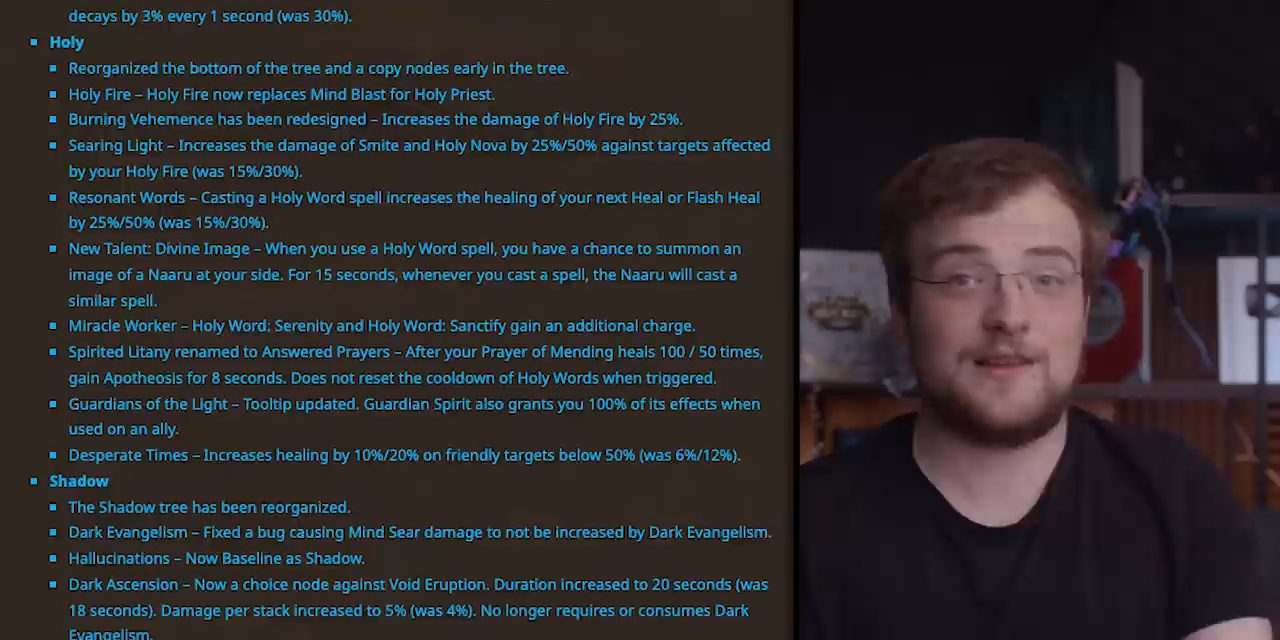 decays by 3% every 1 second (was 30%).
Holy
Reorganized the bottom of the tree and a copy nodes early in the tree.
Holy Fire – Holy Fire now replaces Mind Blast for Holy Priest.
Burning Vehemence has been redesigned – Increases the damage of Holy Fire by 25%.
Searing Light – Increases the damage of Smite and Holy Nova by 25%/50% against targets affected
by your Holy Fire (was 15%/30%).
Resonant Words – Casting a Holy Word spell increases the healing of your next Heal or Flash Heal
by 25%/50% (was 15%/30%).
New Talent: Divine Image – When you use a Holy Word spell, you have a chance to summon an
image of a Naaru at your side. For 15 seconds, whenever you cast a spell, the Naaru will cast a
similar spell.
Miracle Worker – Holy Word: Serenity and Holy Word: Sanctify gain an additional charge.
Spirited Litany renamed to Answered Prayers – After your Prayer of Mending heals 100 / 50 times,
gain Apotheosis for 8 seconds. Does not reset the cooldown of Holy Words when triggered.
Guardians of the Light – Tooltip updated. Guardian Spirit also grants you 100% of its effects when
used on an ally.
Desperate Times – Increases healing by 10%/20% on friendly targets below 50% (was 6%/12%).
Shadow
The Shadow tree has been reorganized.
Dark Evangelism – Fixed a bug causing Mind Sear damage to not be increased by Dark Evangelism.
Hallucinations – Now Baseline as Shadow.
Dark Ascension – Now a choice node against Void Eruption. Duration increased to 20 seconds (was
18 seconds). Damage per stack increased to 5% (was 4%). No longer requires or consumes Dark
Evangelism.